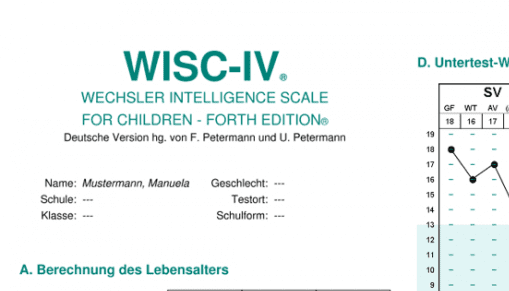 WISC-IV®
WECHSLER INTELLIGENCE SCALE
FOR CHILDREN - FORTH EDITION®
Deutsche Version hg. von F. Petermann und U. Petermann
Name: Mustermann, Manuela Geschlecht: ---
Schule: --- Testort: ---
Klasse: --- Schulform: ---
A. Berechnung des Lebensalters
D. Untertest-W
SV
GF WT AV
18 16 17
19
18
17
16
15
14
13
12
11
10
9